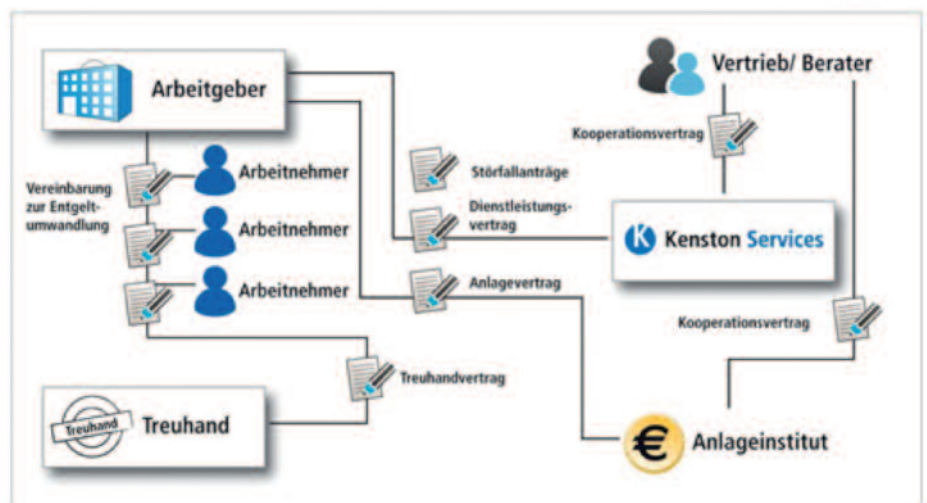 Arbeitgeber
Vertrieb/ Berater
Kooperationsvertrag
Vereinbarung
zur Entgelt-
umwandlung
Arbeitnehmer
Arbeitnehmer
Arbeitnehmer
Störfallanträge
Dienstleistungs-
vertrag
K Kenston Services
Anlagevertrag
Kooperationsvertrag
Treuhandvertrag
Treuhand
Treuhand
€
Anlageinstitut